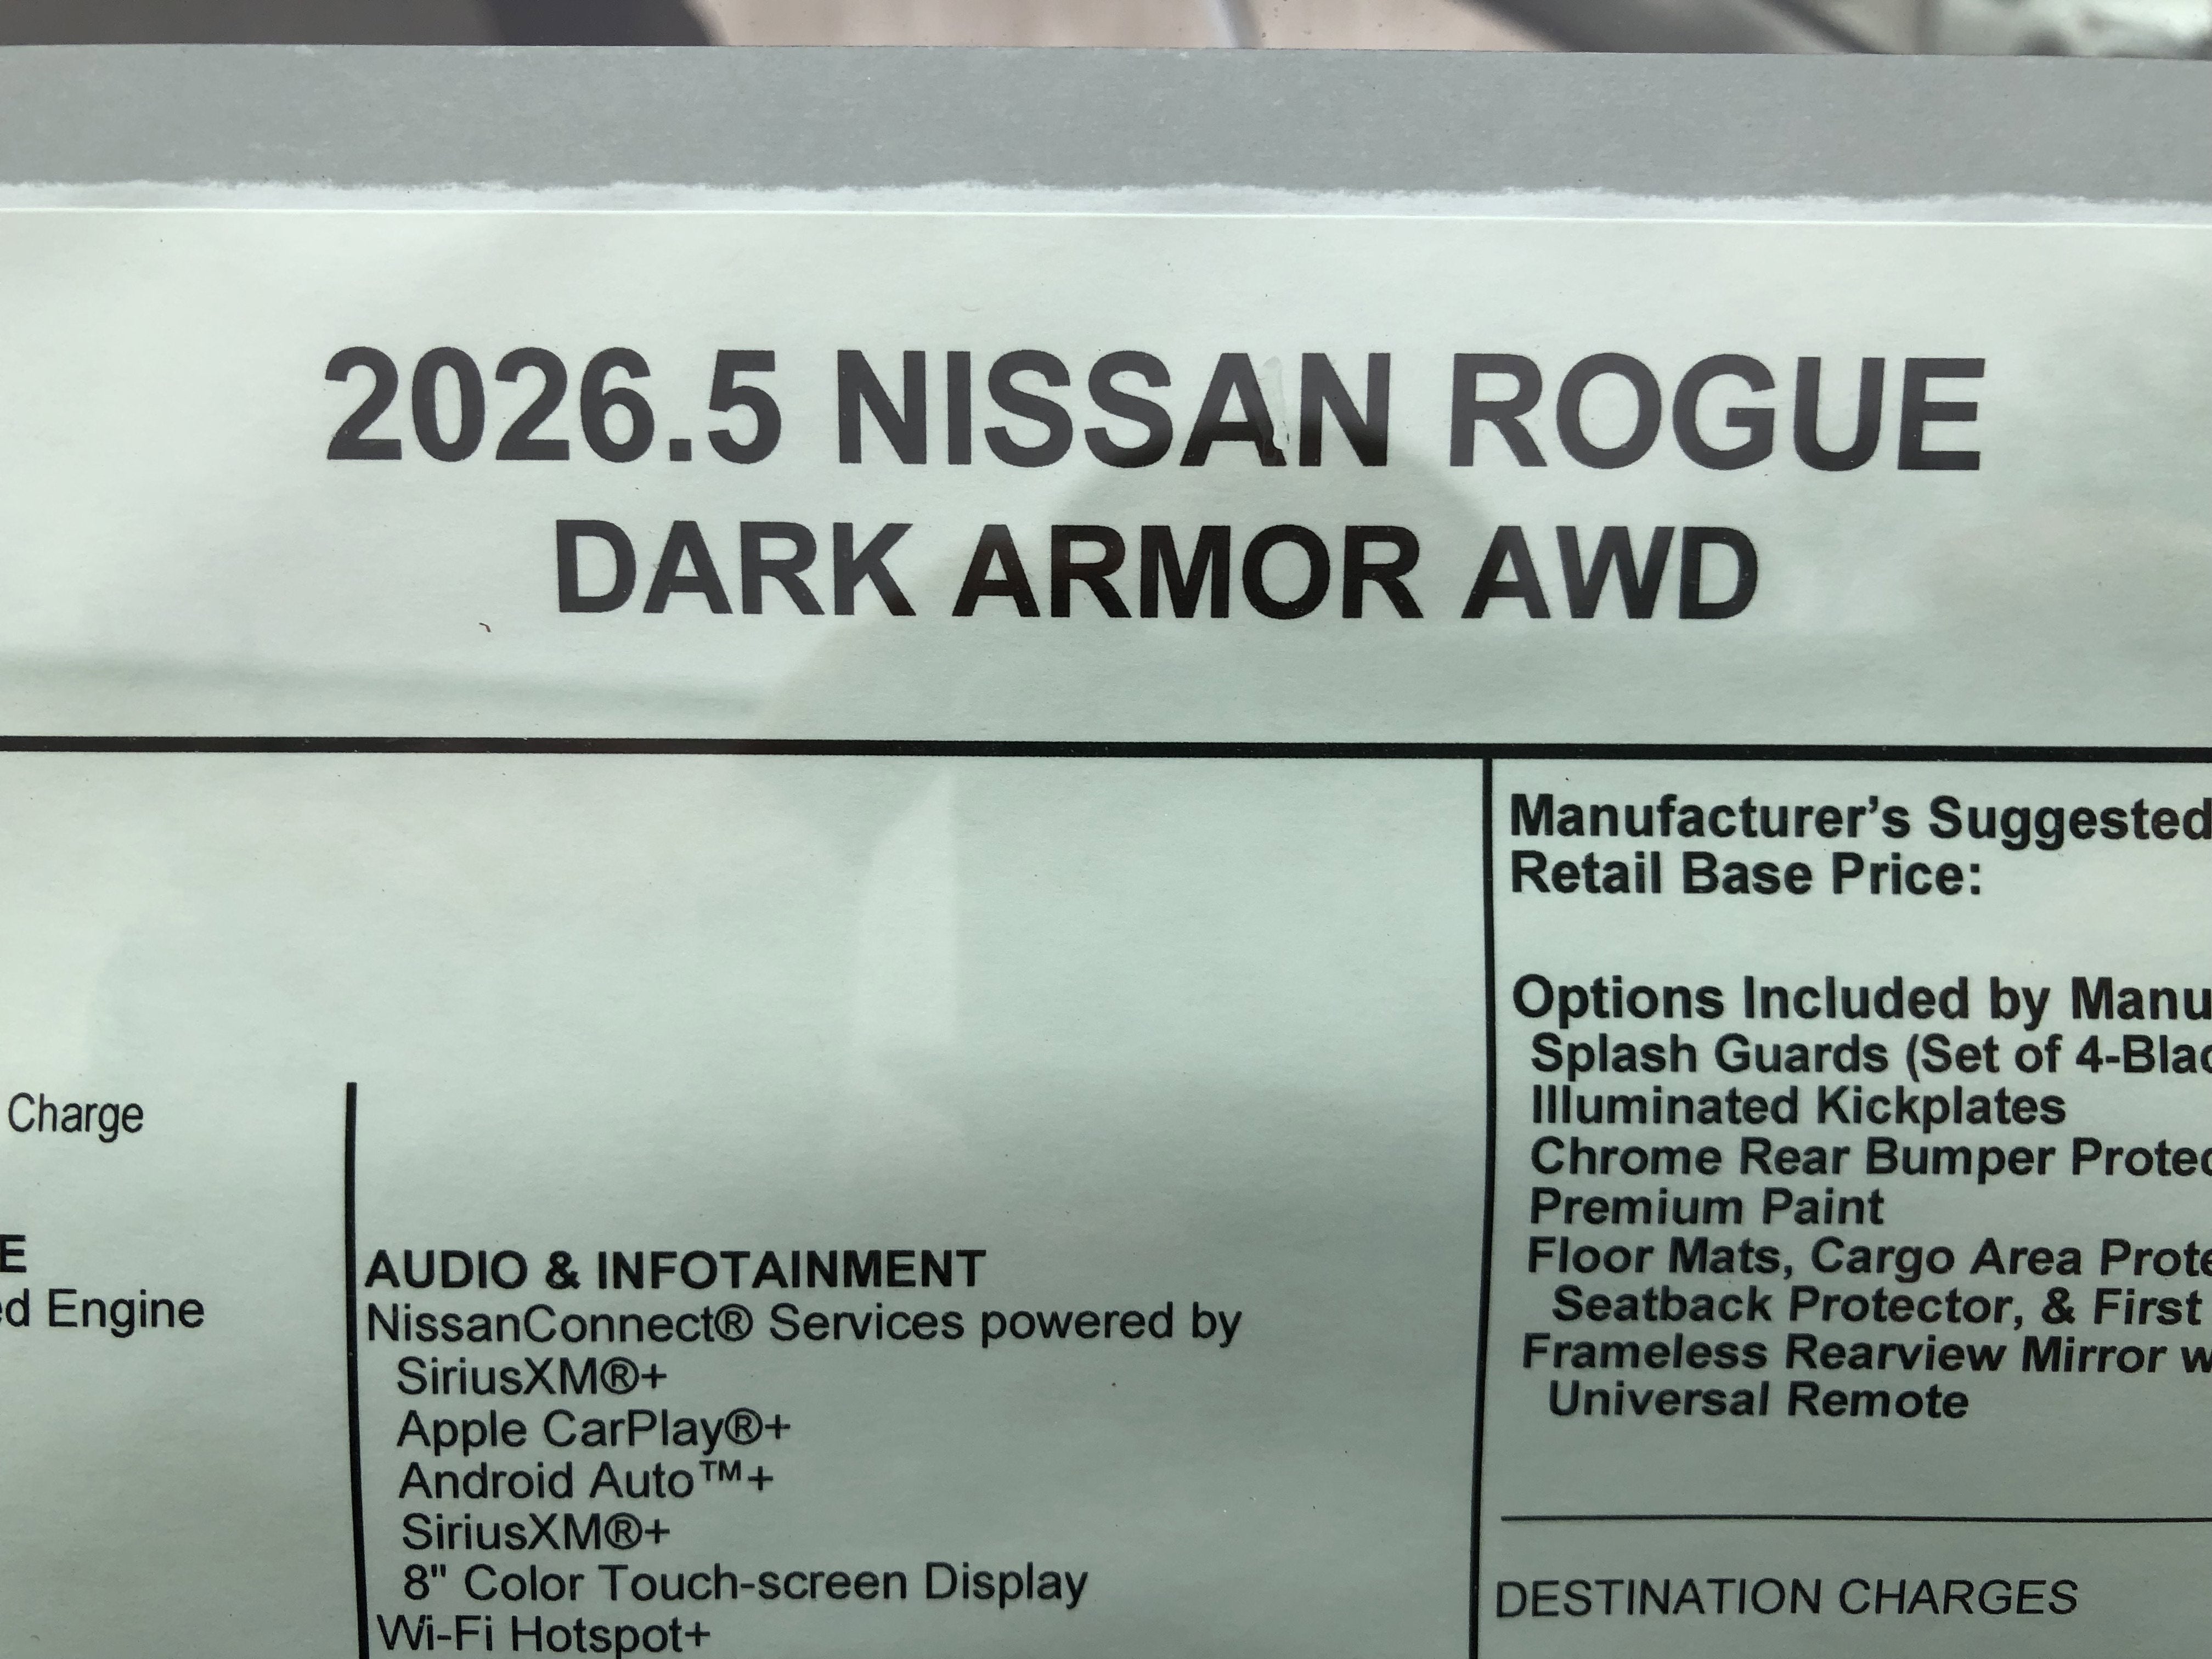 2026.5 NISSAN ROGUE
DARK ARMOR AWD
Charge
E
Engine
AUDIO & INFOTAINMENT
NissanConnect® Services powered by
SiriusXM®+
Apple CarPlay®+
Android Auto™+
SiriusXM®+
8" Color Touch-screen Display
Wi-Fi Hotspot+
Manufacturer's Suggested
Retail Base Price:
Options Included by Manu
Splash Guards (Set of 4-Blac
Illuminated Kickplates
Chrome Rear Bumper Protec
Premium Paint
Floor Mats, Cargo Area Prote
Seatback Protector, & First
Frameless Rearview Mirror w
Universal Remote
DESTINATION CHARGES